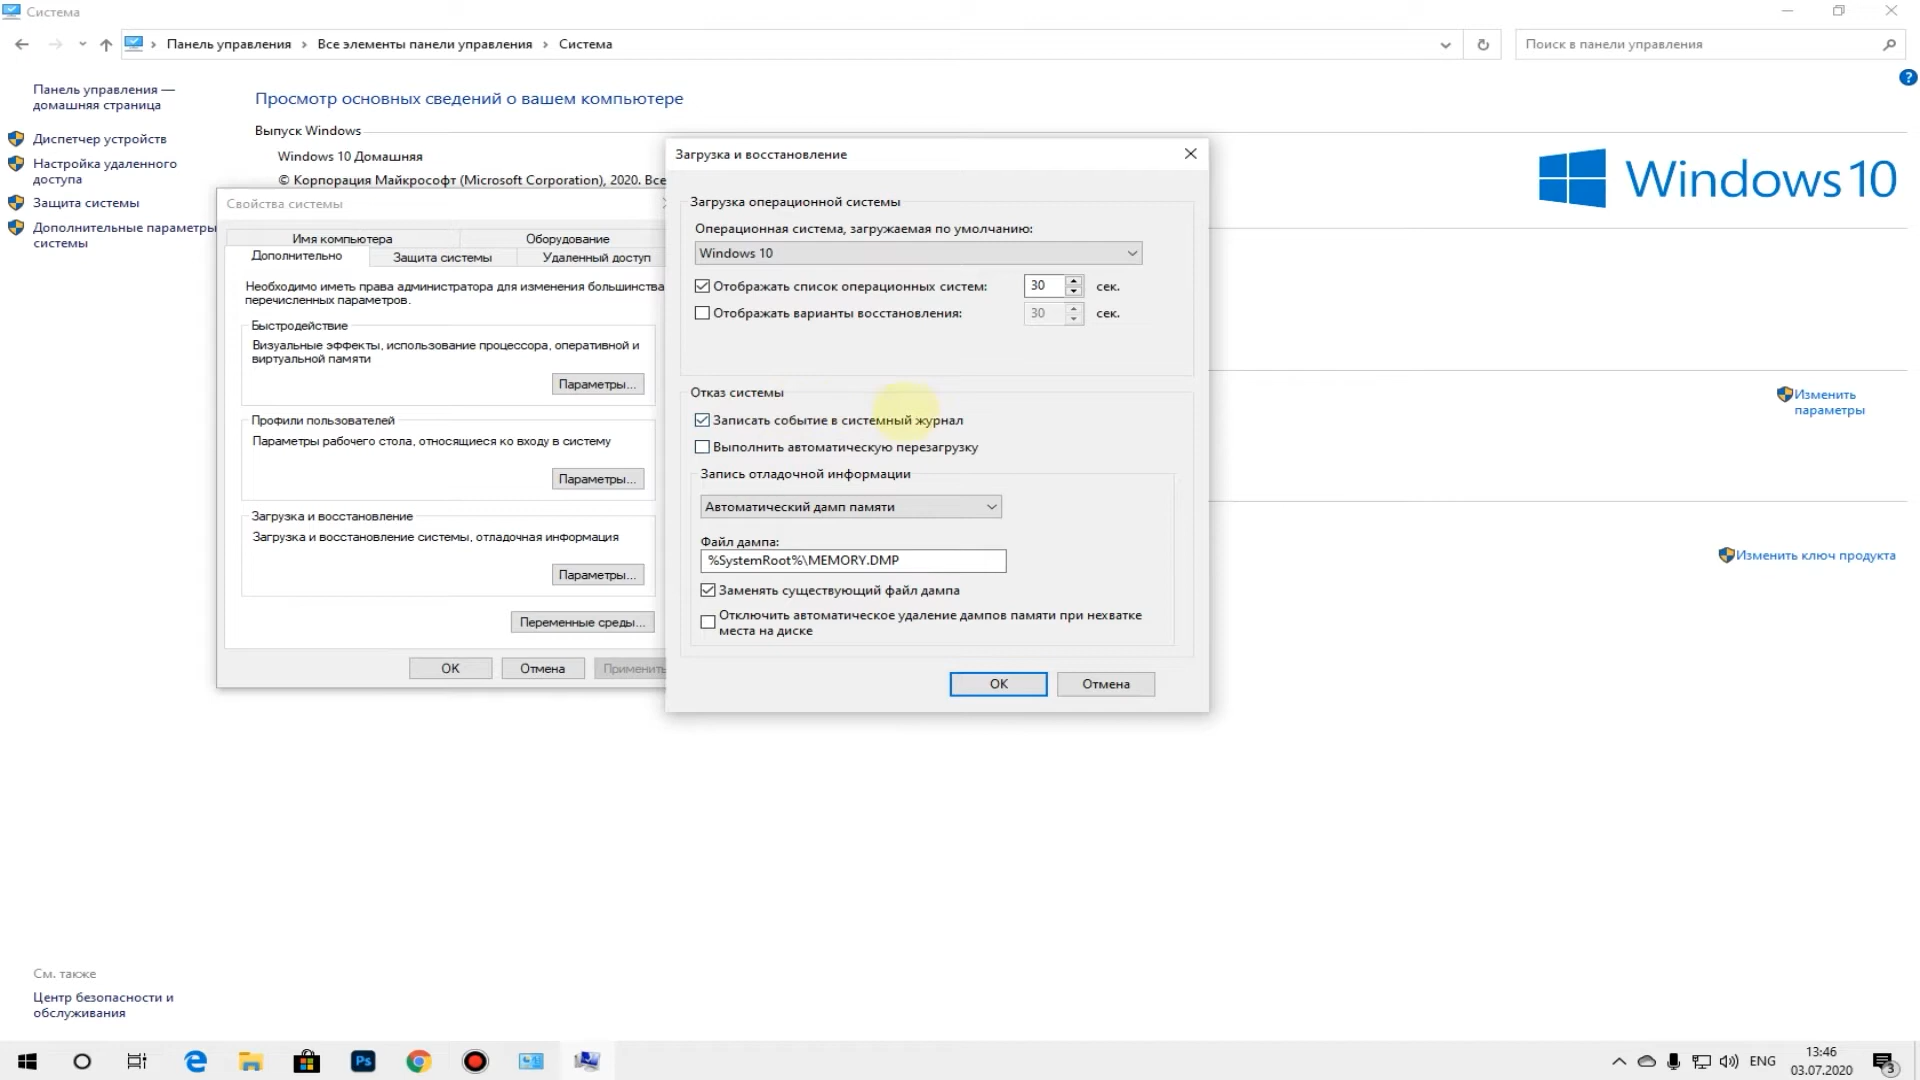 Система
Панель управления
Все элементы панели управления
Система
Поиск в панели управления
Панель управления —
домашняя страница
Диспетчер устройств
Настройка удаленного
доступа
Защита системы
Дополнительные параметры
системы
Просмотр основных сведений о вашем компьютере
Выпуск Windows
Windows 10 Домашняя
© Корпорация Майкрософт (Microsoft Corporation), 2020. Все
Windows 10
Изменить
параметры
Изменить ключ продукта
Свойства системы
Имя компьютера
Оборудование
Дополнительно
Защита системы
Удаленный доступ
Необходимо иметь права администратора для изменения большинства
перечисленных параметров.
Быстродействие
Визуальные эффекты, использование процессора, оперативной и
виртуальной памяти
Параметры...
Профили пользователей
Параметры рабочего стола, относящиеся ко входу в систему
Параметры...
Загрузка и восстановление
Загрузка и восстановление системы, отладочная информация
Параметры...
Переменные среды...
OK
Отмена
Применить
Загрузка и восстановление
Загрузка операционной системы
Операционная система, загружаемая по умолчанию:
Windows 10
Отображать список операционных систем:
30
сек.
Отображать варианты восстановления:
30
сек.
Отказ системы
Записать событие в системный журнал
Выполнить автоматическую перезагрузку
Запись отладочной информации
Автоматический дамп памяти
Файл дампа:
%SystemRoot%\MEMORY.DMP
Заменять существующий файл дампа
Отключить автоматическое удаление дампов памяти при нехватке
места на диске
OK
Отмена
См. также
Центр безопасности и
обслуживания
Ps
ENG
13:46
03.07.2020
3